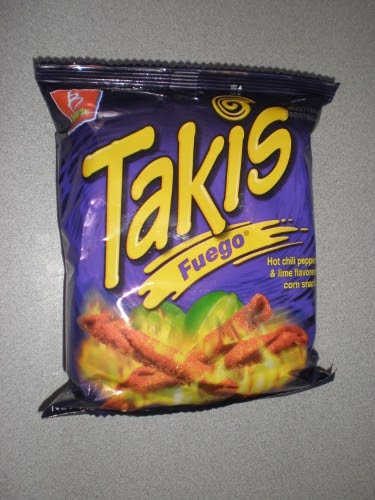 Takis
Fuego®
Hot chili pepper
& lime flavored
corn snack